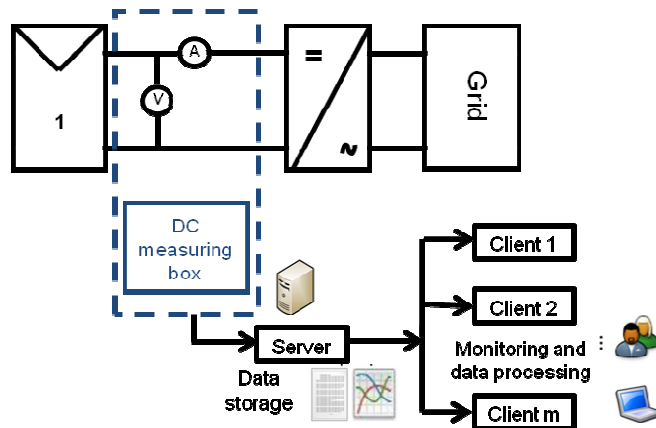 A
V
1
=
~
Grid
DC
measuring
box
Server
Data
storage
Client 1
Client 2
Monitoring and
data processing
Client m